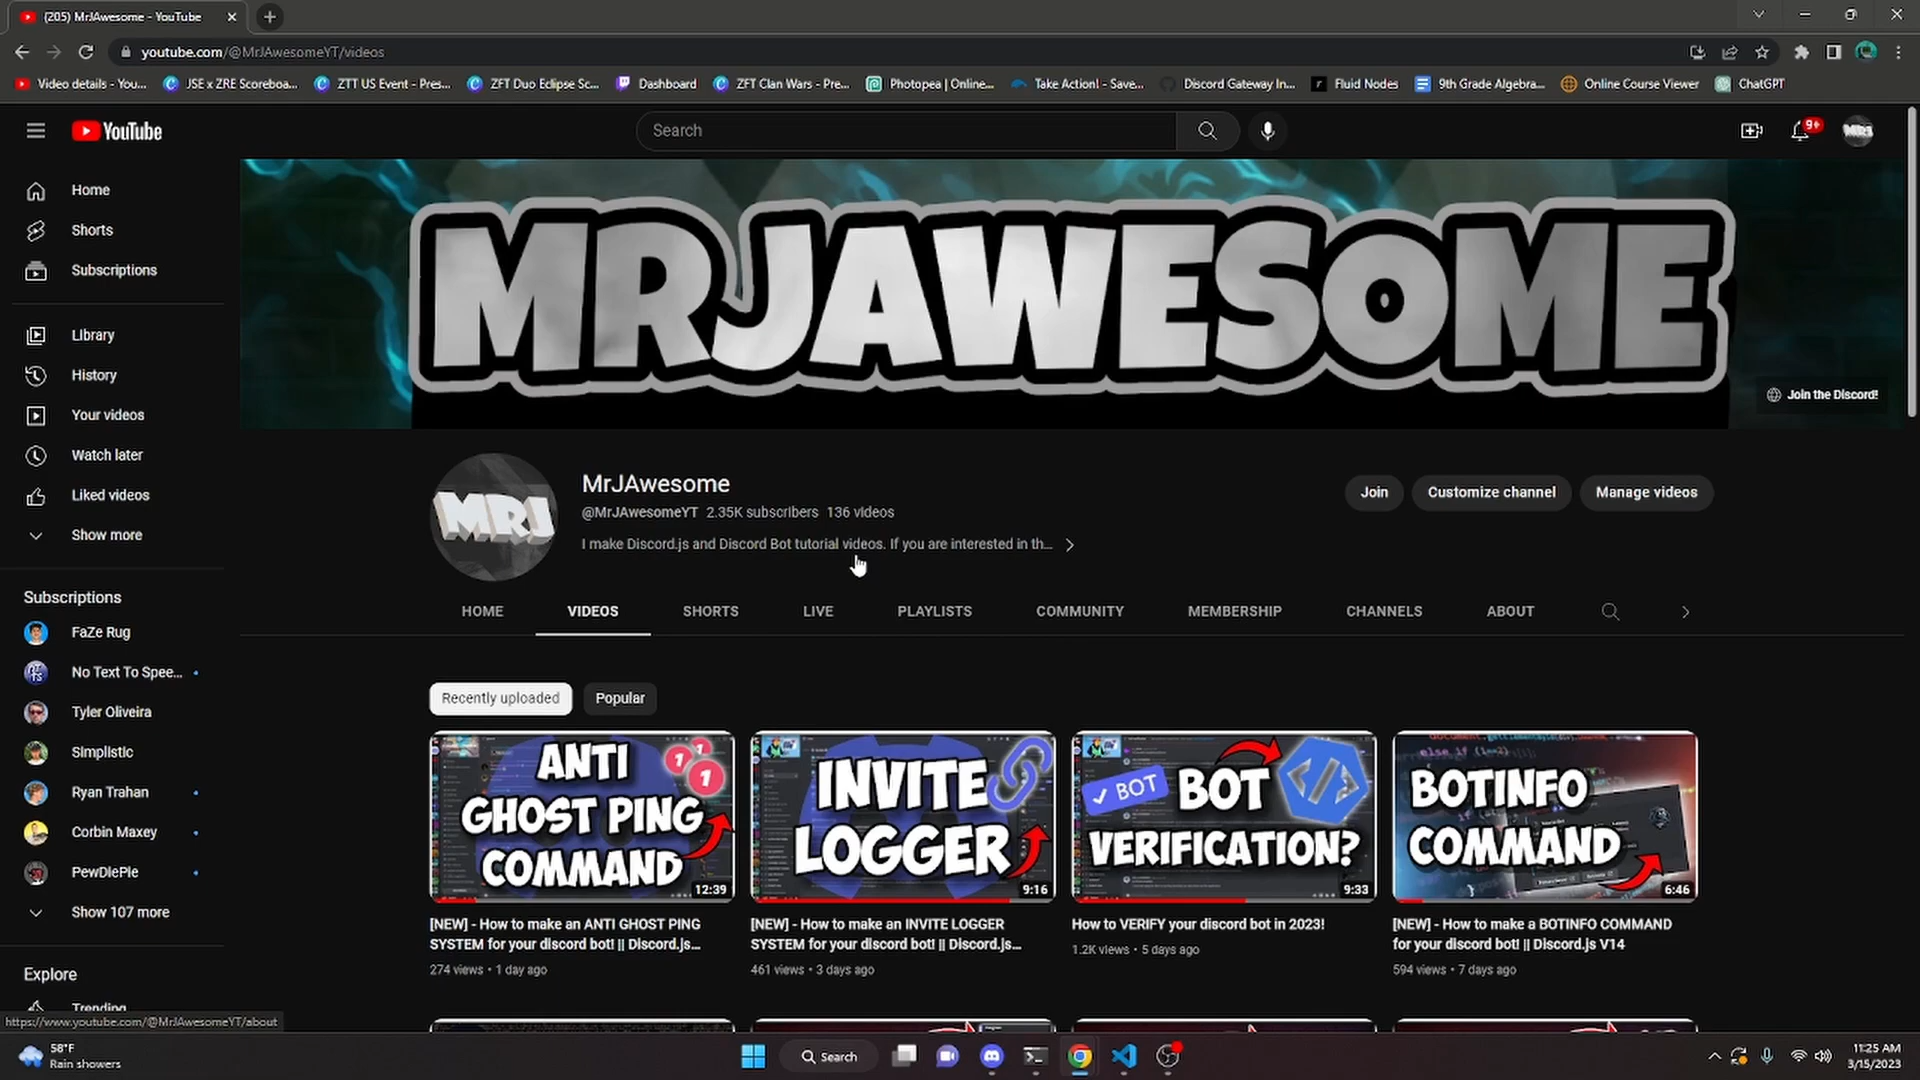 (205) MrJAwesome - YouTube
youtube.com/@MrJAwesomeYT/videos
Video details - You...
JSE x ZRE Scoreboa...
ZTT US Event - Pres...
ZFT Duo Eclipse Sc...
Dashboard
ZFT Clan Wars - Pre...
Photopea | Online...
Take Action! - Save...
Discord Gateway In...
Fluid Nodes
9th Grade Algebra...
Online Course Viewer
ChatGPT
YouTube
Search
9+
MRJ
Home
Shorts
Subscriptions
Library
History
Your videos
Watch later
Liked videos
Show more
Subscriptions
FaZe Rug
No Text To Spee...
Tyler Oliveira
Simplistic
Ryan Trahan
Corbin Maxey
PewDiePie
Show 107 more
Explore
Trending
https://www.youtube.com/@MrJAwesomeYT/about
MRJAWESOME
Join the Discord!
MRJ
MrJAwesome
@MrJAwesomeYT 2.35K subscribers 136 videos
I make Discord.js and Discord Bot tutorial videos. If you are interested in th...
Join
Customize channel
Manage videos
HOME
VIDEOS
SHORTS
LIVE
PLAYLISTS
COMMUNITY
MEMBERSHIP
CHANNELS
ABOUT
Recently uploaded
Popular
ANTI
GHOST PING
COMMAND
1
1
12:39
[NEW] - How to make an ANTI GHOST PING
SYSTEM for your discord bot! || Discord.js...
274 views • 1 day ago
INVITE
LOGGER
9:16
[NEW] - How to make an INVITE LOGGER
SYSTEM for your discord bot! || Discord.js...
461 views • 3 days ago
✓ BOT
BOT
VERIFICATION?
9:33
How to VERIFY your discord bot in 2023!
1.2K views • 5 days ago
BOTINFO
COMMAND
6:46
[NEW] - How to make a BOTINFO COMMAND
for your discord bot! || Discord.js V14
594 views • 7 days ago
58°F
Rain showers
Search
11:25 AM
3/15/2023